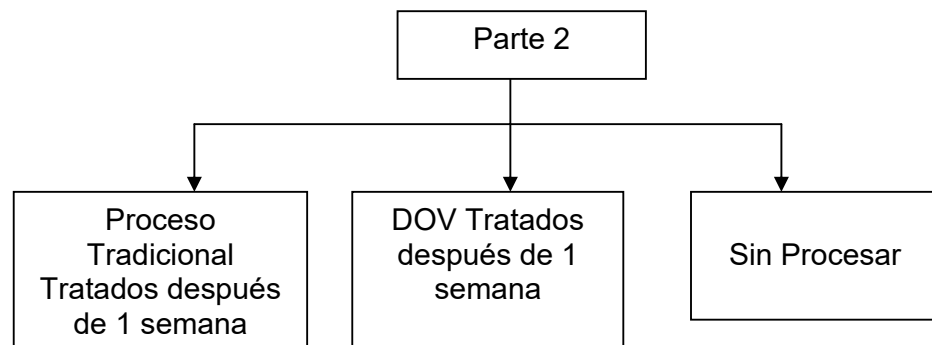 Parte 2
Proceso
Tradicional
Tratados después
de 1 semana
DOV Tratados
después de 1
semana
Sin Procesar